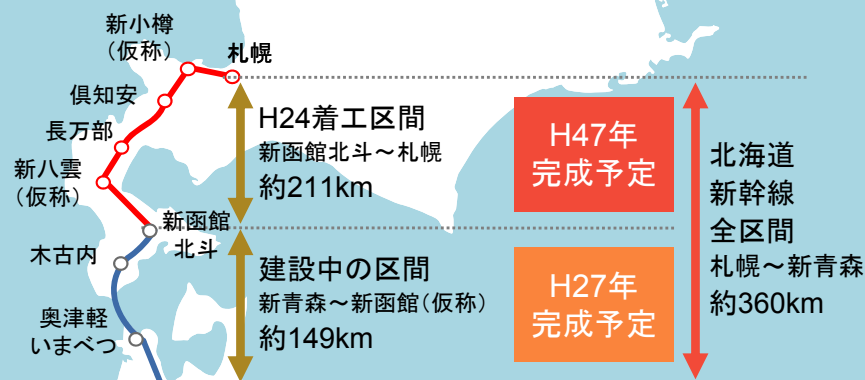 新小樽
（仮称）
札幌
倶知安
長万部
新八雲
（仮称）
新函館
北斗
木古内
奥津軽
いまべつ
H24着工区間
新函館北斗～札幌
約211km
建設中の区間
新青森～新函館（仮称）
約149km
H47年
完成予定
H27年
完成予定
北海道
新幹線
全区間
札幌～新青森
約360km